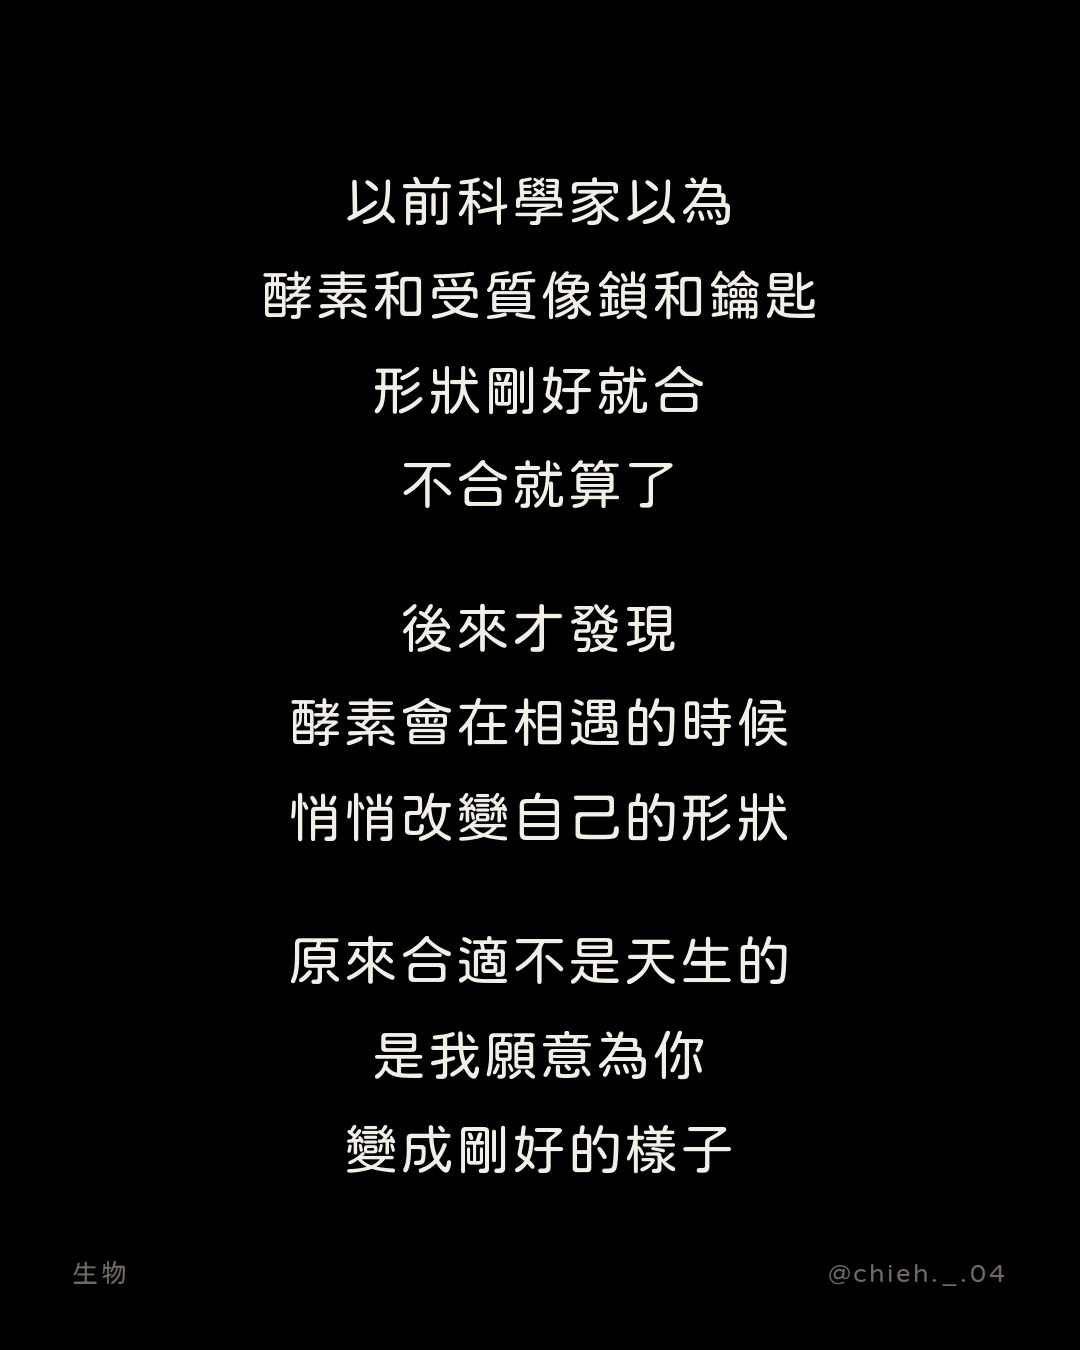 以前科學家以為
酵素和受質像鎖和鑰匙
形狀剛好就合
不合就算了
後來才發現
酵素會在相遇的時候
悄悄改變自己的形狀
原來合適不是天生的
是我願意為你
變成剛好的樣子
生物
@chieh._.04